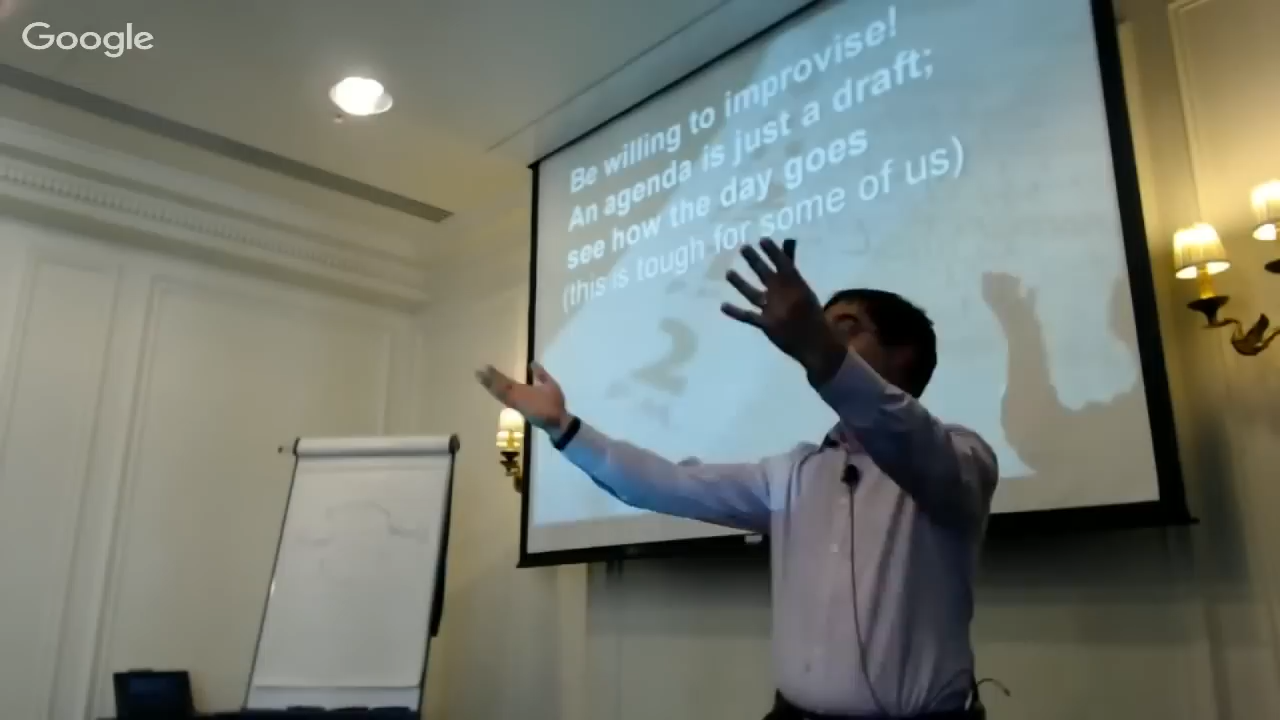 Google
Be willing to improvise!
An agenda is just a draft;
see how the day goes
(this is tough for some of us)